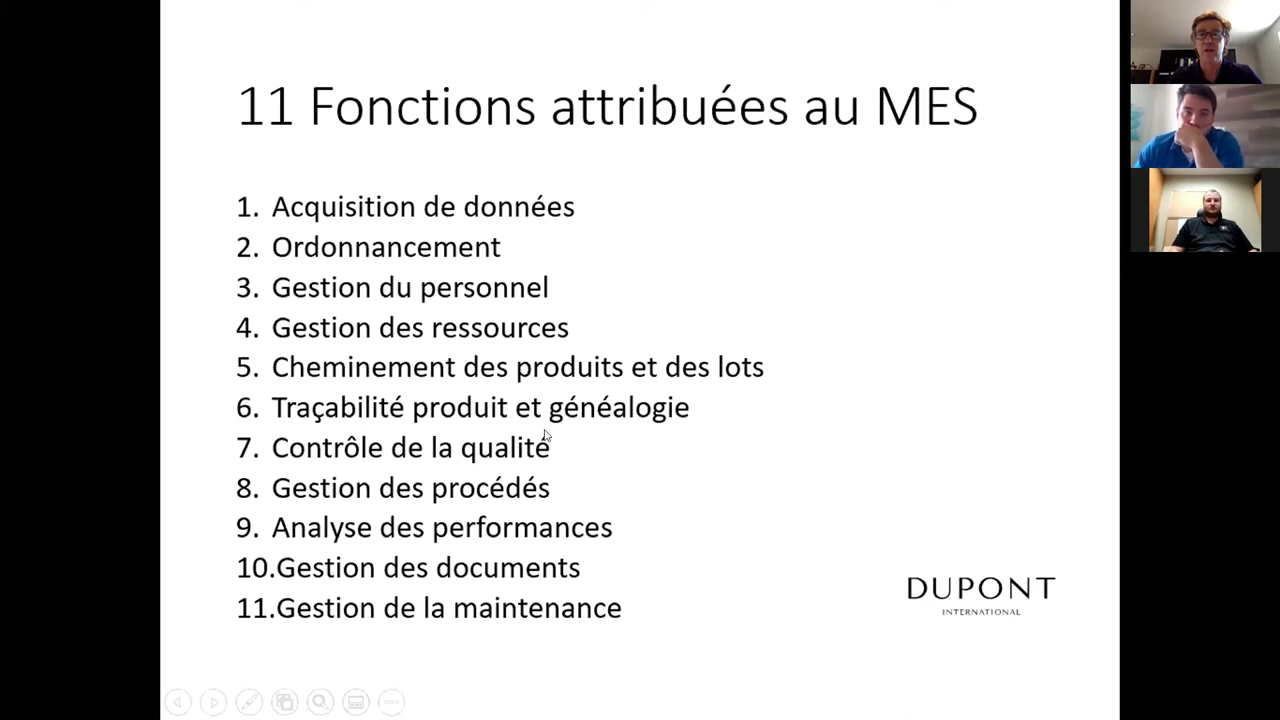 11 Fonctions attribuées au MES
1. Acquisition de données
2. Ordonnancement
3. Gestion du personnel
4. Gestion des ressources
5. Cheminement des produits et des lots
6. Traçabilité produit et généalogie
7. Contrôle de la qualité
8. Gestion des procédés
9. Analyse des performances
10.Gestion des documents
11.Gestion de la maintenance
DUPONT
INTERNATIONAL